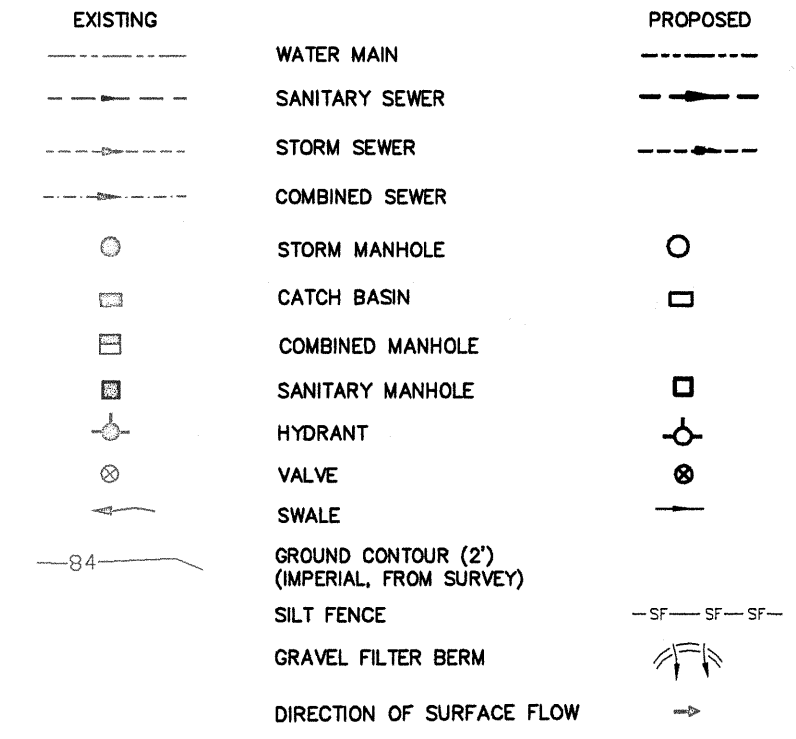 EXISTING PROPOSED
WATER MAIN
SANITARY SEWER
STORM SEWER
COMBINED SEWER
STORM MANHOLE
CATCH BASIN
COMBINED MANHOLE
SANITARY MANHOLE
HYDRANT
VALVE
SWALE
84 GROUND CONTOUR (2')
(IMPERIAL, FROM SURVEY)
SILT FENCE SF SF SF
GRAVEL FILTER BERM
DIRECTION OF SURFACE FLOW